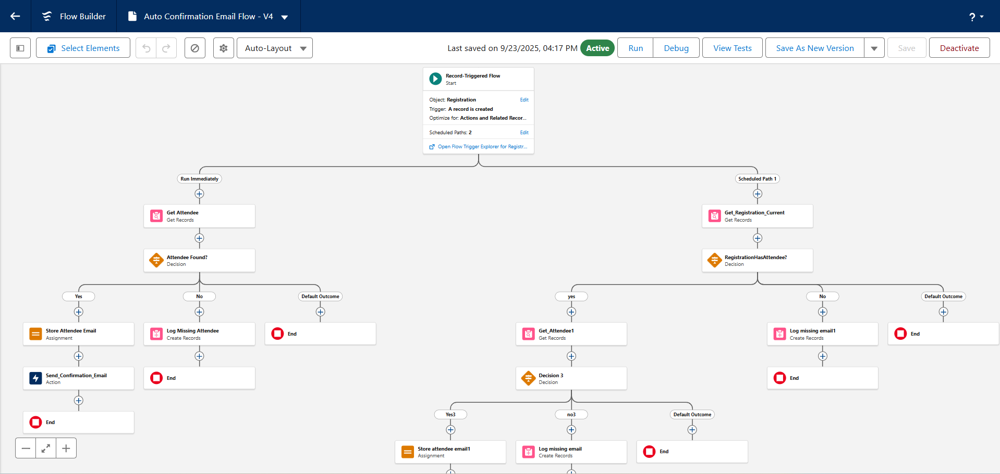 Flow Builder
Auto Confirmation Email Flow - V4
?
Select Elements
Auto-Layout
Last saved on 9/23/2025, 04:17 PM
Active
Run
Debug
View Tests
Save As New Version
Save
Deactivate
Record-Triggered Flow
Start
Object: Registration
Edit
Trigger: A record is created
Optimize for: Actions and Related Recor...
Scheduled Paths: 2
Edit
Open Flow Trigger Explorer for Registr...
Run Immediately
Scheduled Path 1
Get Attendee
Get Records
Get_Registration_Current
Get Records
Attendee Found?
Decision
RegistrationHasAttendee?
Decision
Yes
No
Default Outcome
yes
No
Default Outcome
Store Attendee Email
Assignment
Log Missing Attendee
Create Records
End
Get_Attendee1
Get Records
Log missing email1
Create Records
End
Send_Confirmation_Email
Action
End
Decision 3
Decision
End
End
Yes3
no3
Default Outcome
Store attendee email1
Assignment
Log missing email
Create Records
End